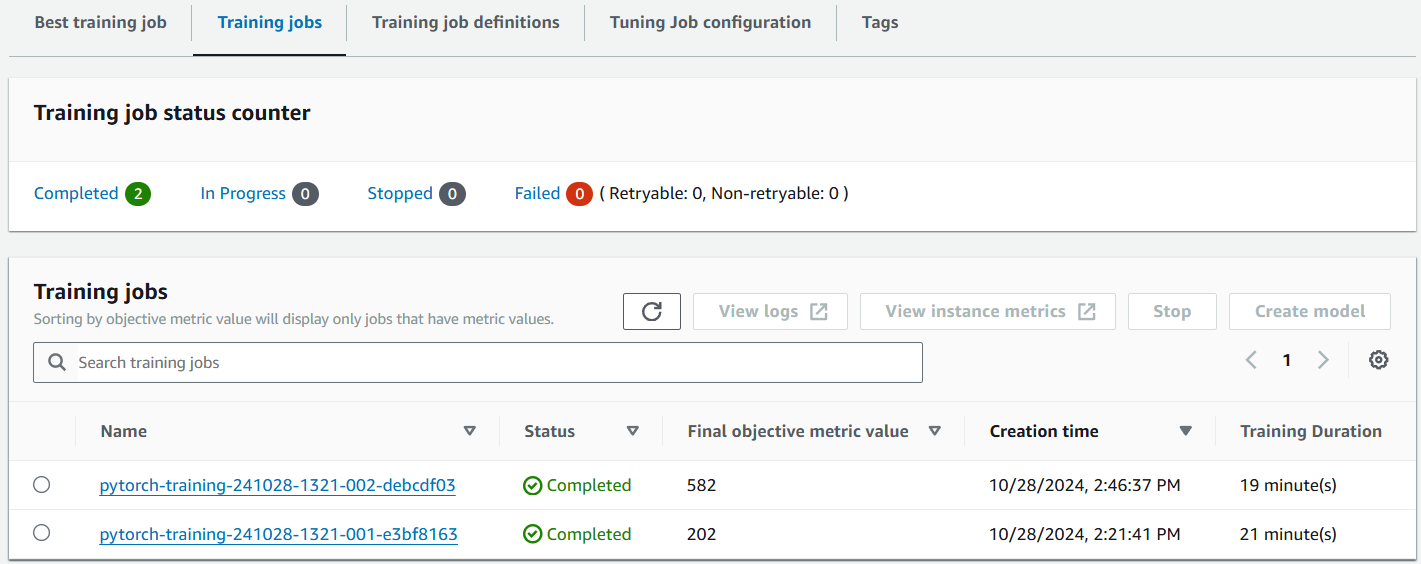 Best training job Training jobs Training job definitions Tuning Job configuration Tags
Training job status counter
Completed 2 In Progress 0 Stopped 0 Failed 0 ( Retryable: 0, Non-retryable: 0 )
Training jobs
Sorting by objective metric value will display only jobs that have metric values.
View logs View instance metrics Stop Create model
Search training jobs
1
Name Status Final objective metric value Creation time Training Duration
pytorch-training-241028-1321-002-debcdf03 Completed 582 10/28/2024, 2:46:37 PM 19 minute(s)
pytorch-training-241028-1321-001-e3bf8163 Completed 202 10/28/2024, 2:21:41 PM 21 minute(s)